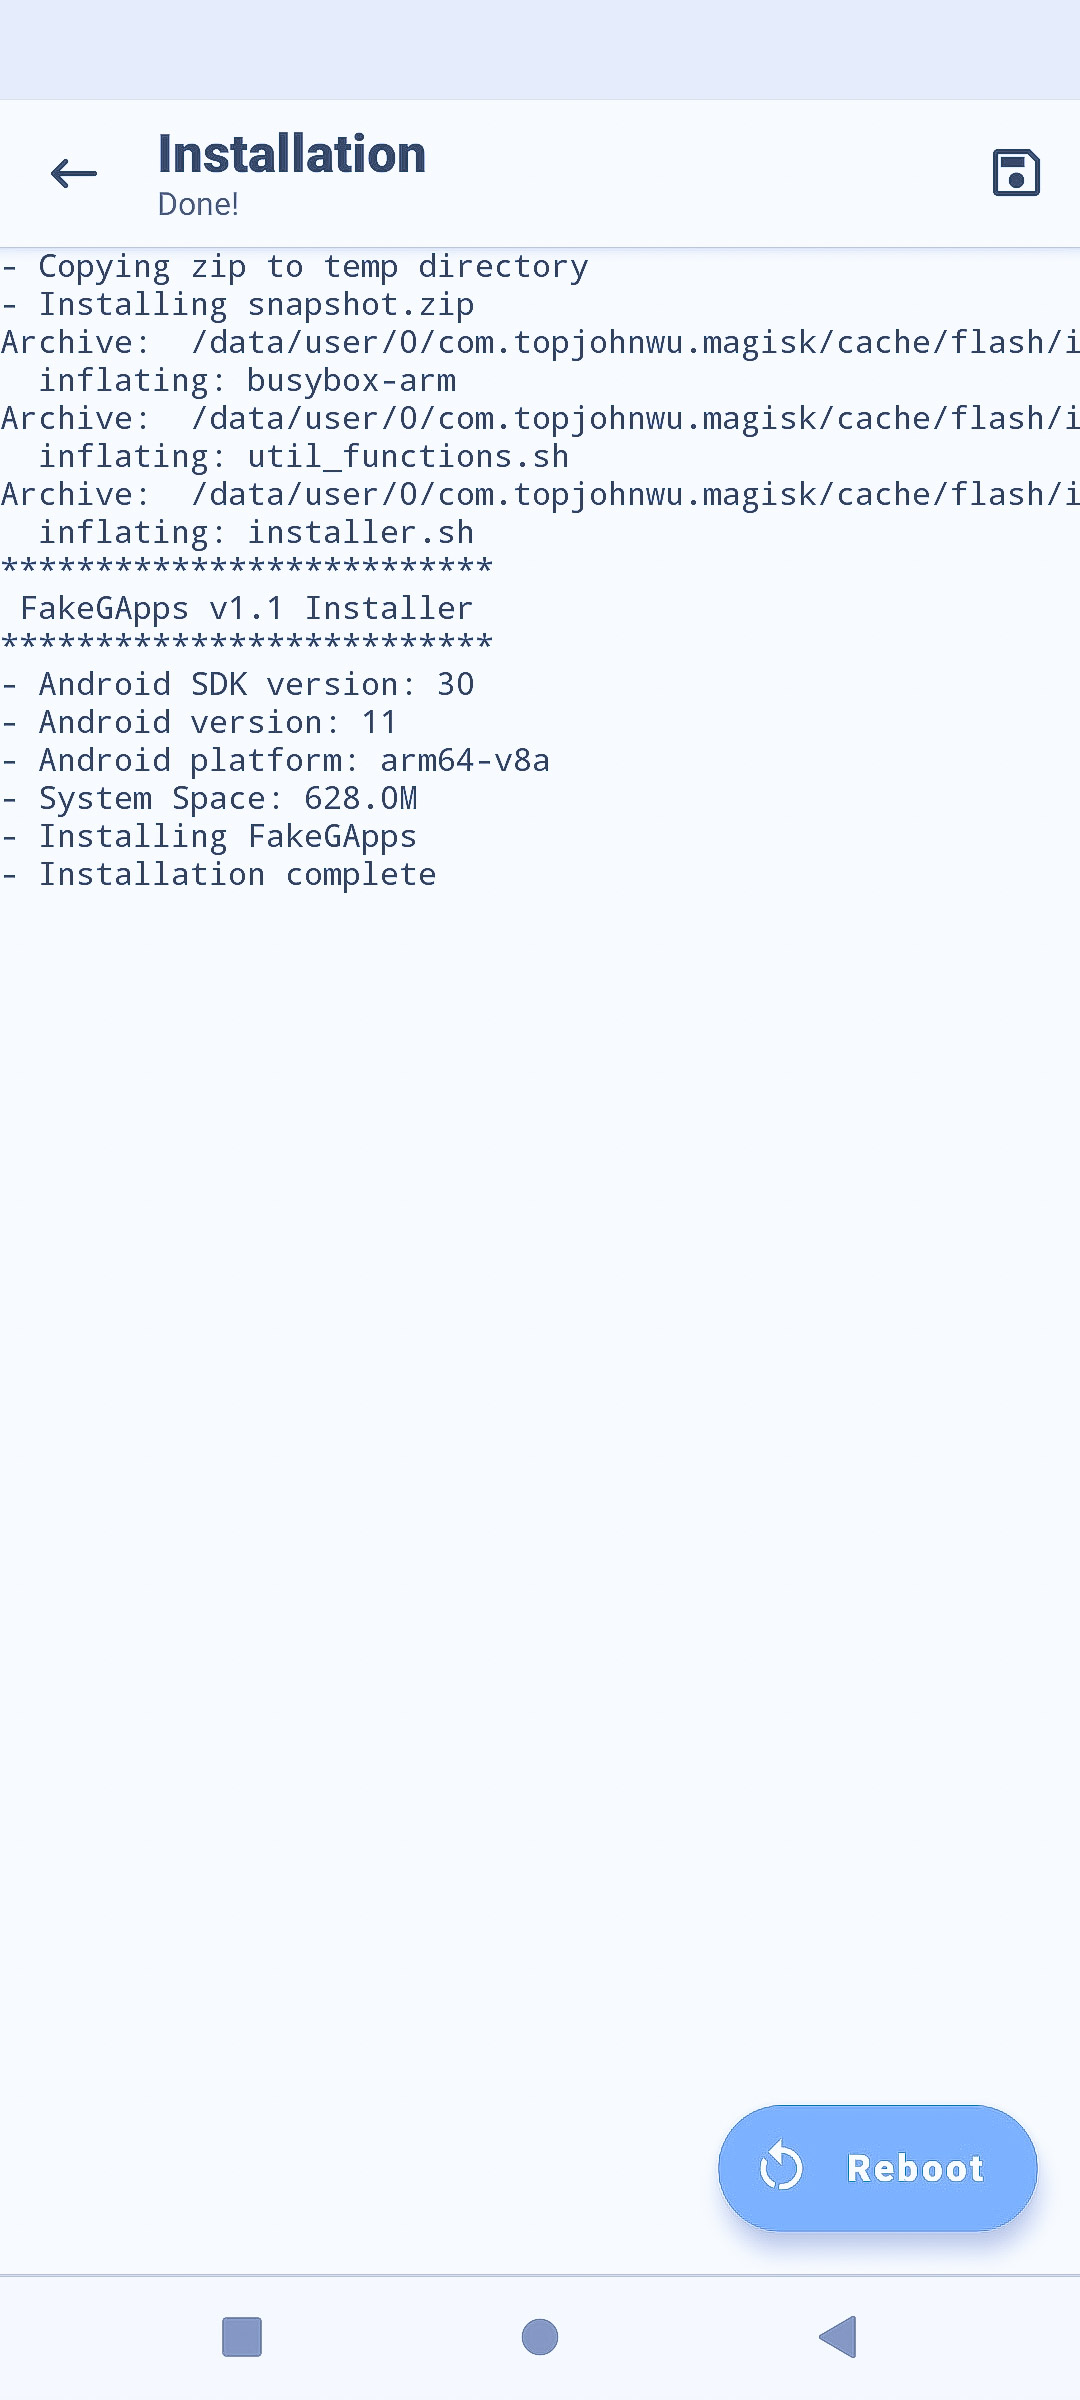 Installation
Done!
- Copying zip to temp directory
- Installing snapshot.zip
Archive:  /data/user/0/com.topjohnwu.magisk/cache/flash/i
  inflating: busybox-arm
Archive:  /data/user/0/com.topjohnwu.magisk/cache/flash/i
  inflating: util_functions.sh
Archive:  /data/user/0/com.topjohnwu.magisk/cache/flash/i
  inflating: installer.sh
**************************
 FakeGApps v1.1 Installer
**************************
- Android SDK version: 30
- Android version: 11
- Android platform: arm64-v8a
- System Space: 628.0M
- Installing FakeGApps
- Installation complete
Reboot